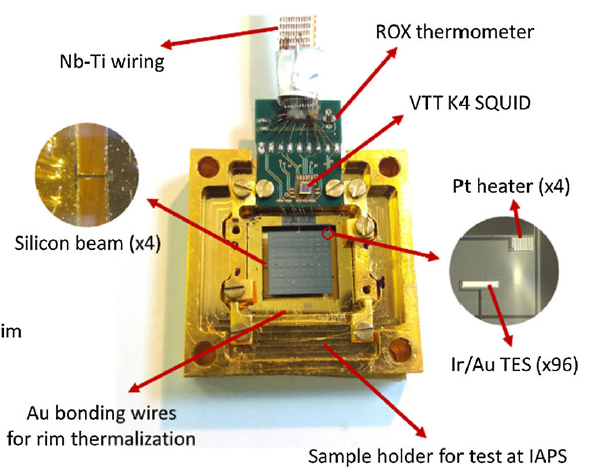 ROX thermometer
Nb-Ti wiring
VTT K4 SQUID
Pt heater (x4)
Silicon beam (x4)
im
Ir/Au TES (x96)
Au bonding wires
for rim thermalization
Sample holder for test at IAPS